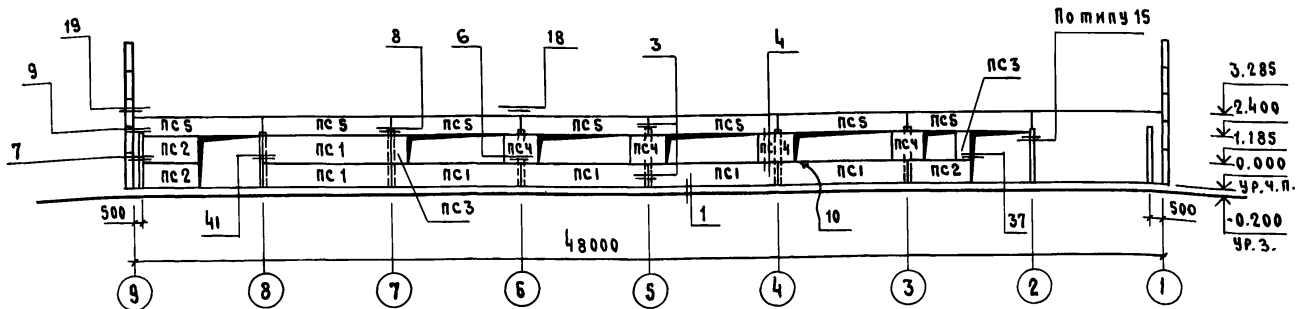 19
8
6
18
3
4
По типу 15
9
ПС3
3.285
2.400
1.185
0.000
УР.Ч.П.
-0.200
УР.З.
7
ПС5
ПС5
ПС5
ПС5
ПС5
ПС5
ПС5
ПС2
ПС1
ПС4
ПС4
ПС4
ПС4
ПС2
ПС1
ПС1
ПС1
ПС1
ПС1
ПС2
500
41
ПС3
1
10
37
500
48000
9
8
7
6
5
4
3
2
1